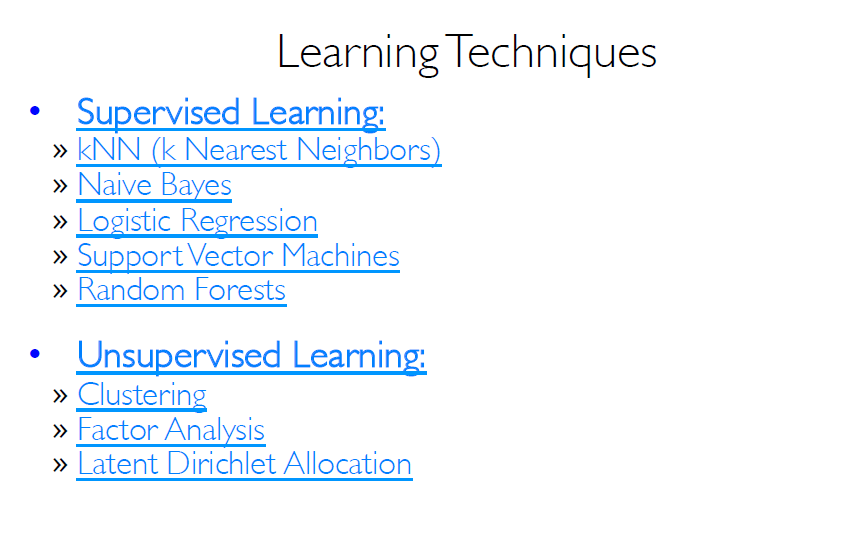 Learning Techniques
• Supervised Learning:
» kNN (k Nearest Neighbors)
» Naive Bayes
» Logistic Regression
» Support Vector Machines
» Random Forests
• Unsupervised Learning:
» Clustering
» Factor Analysis
» Latent Dirichlet Allocation